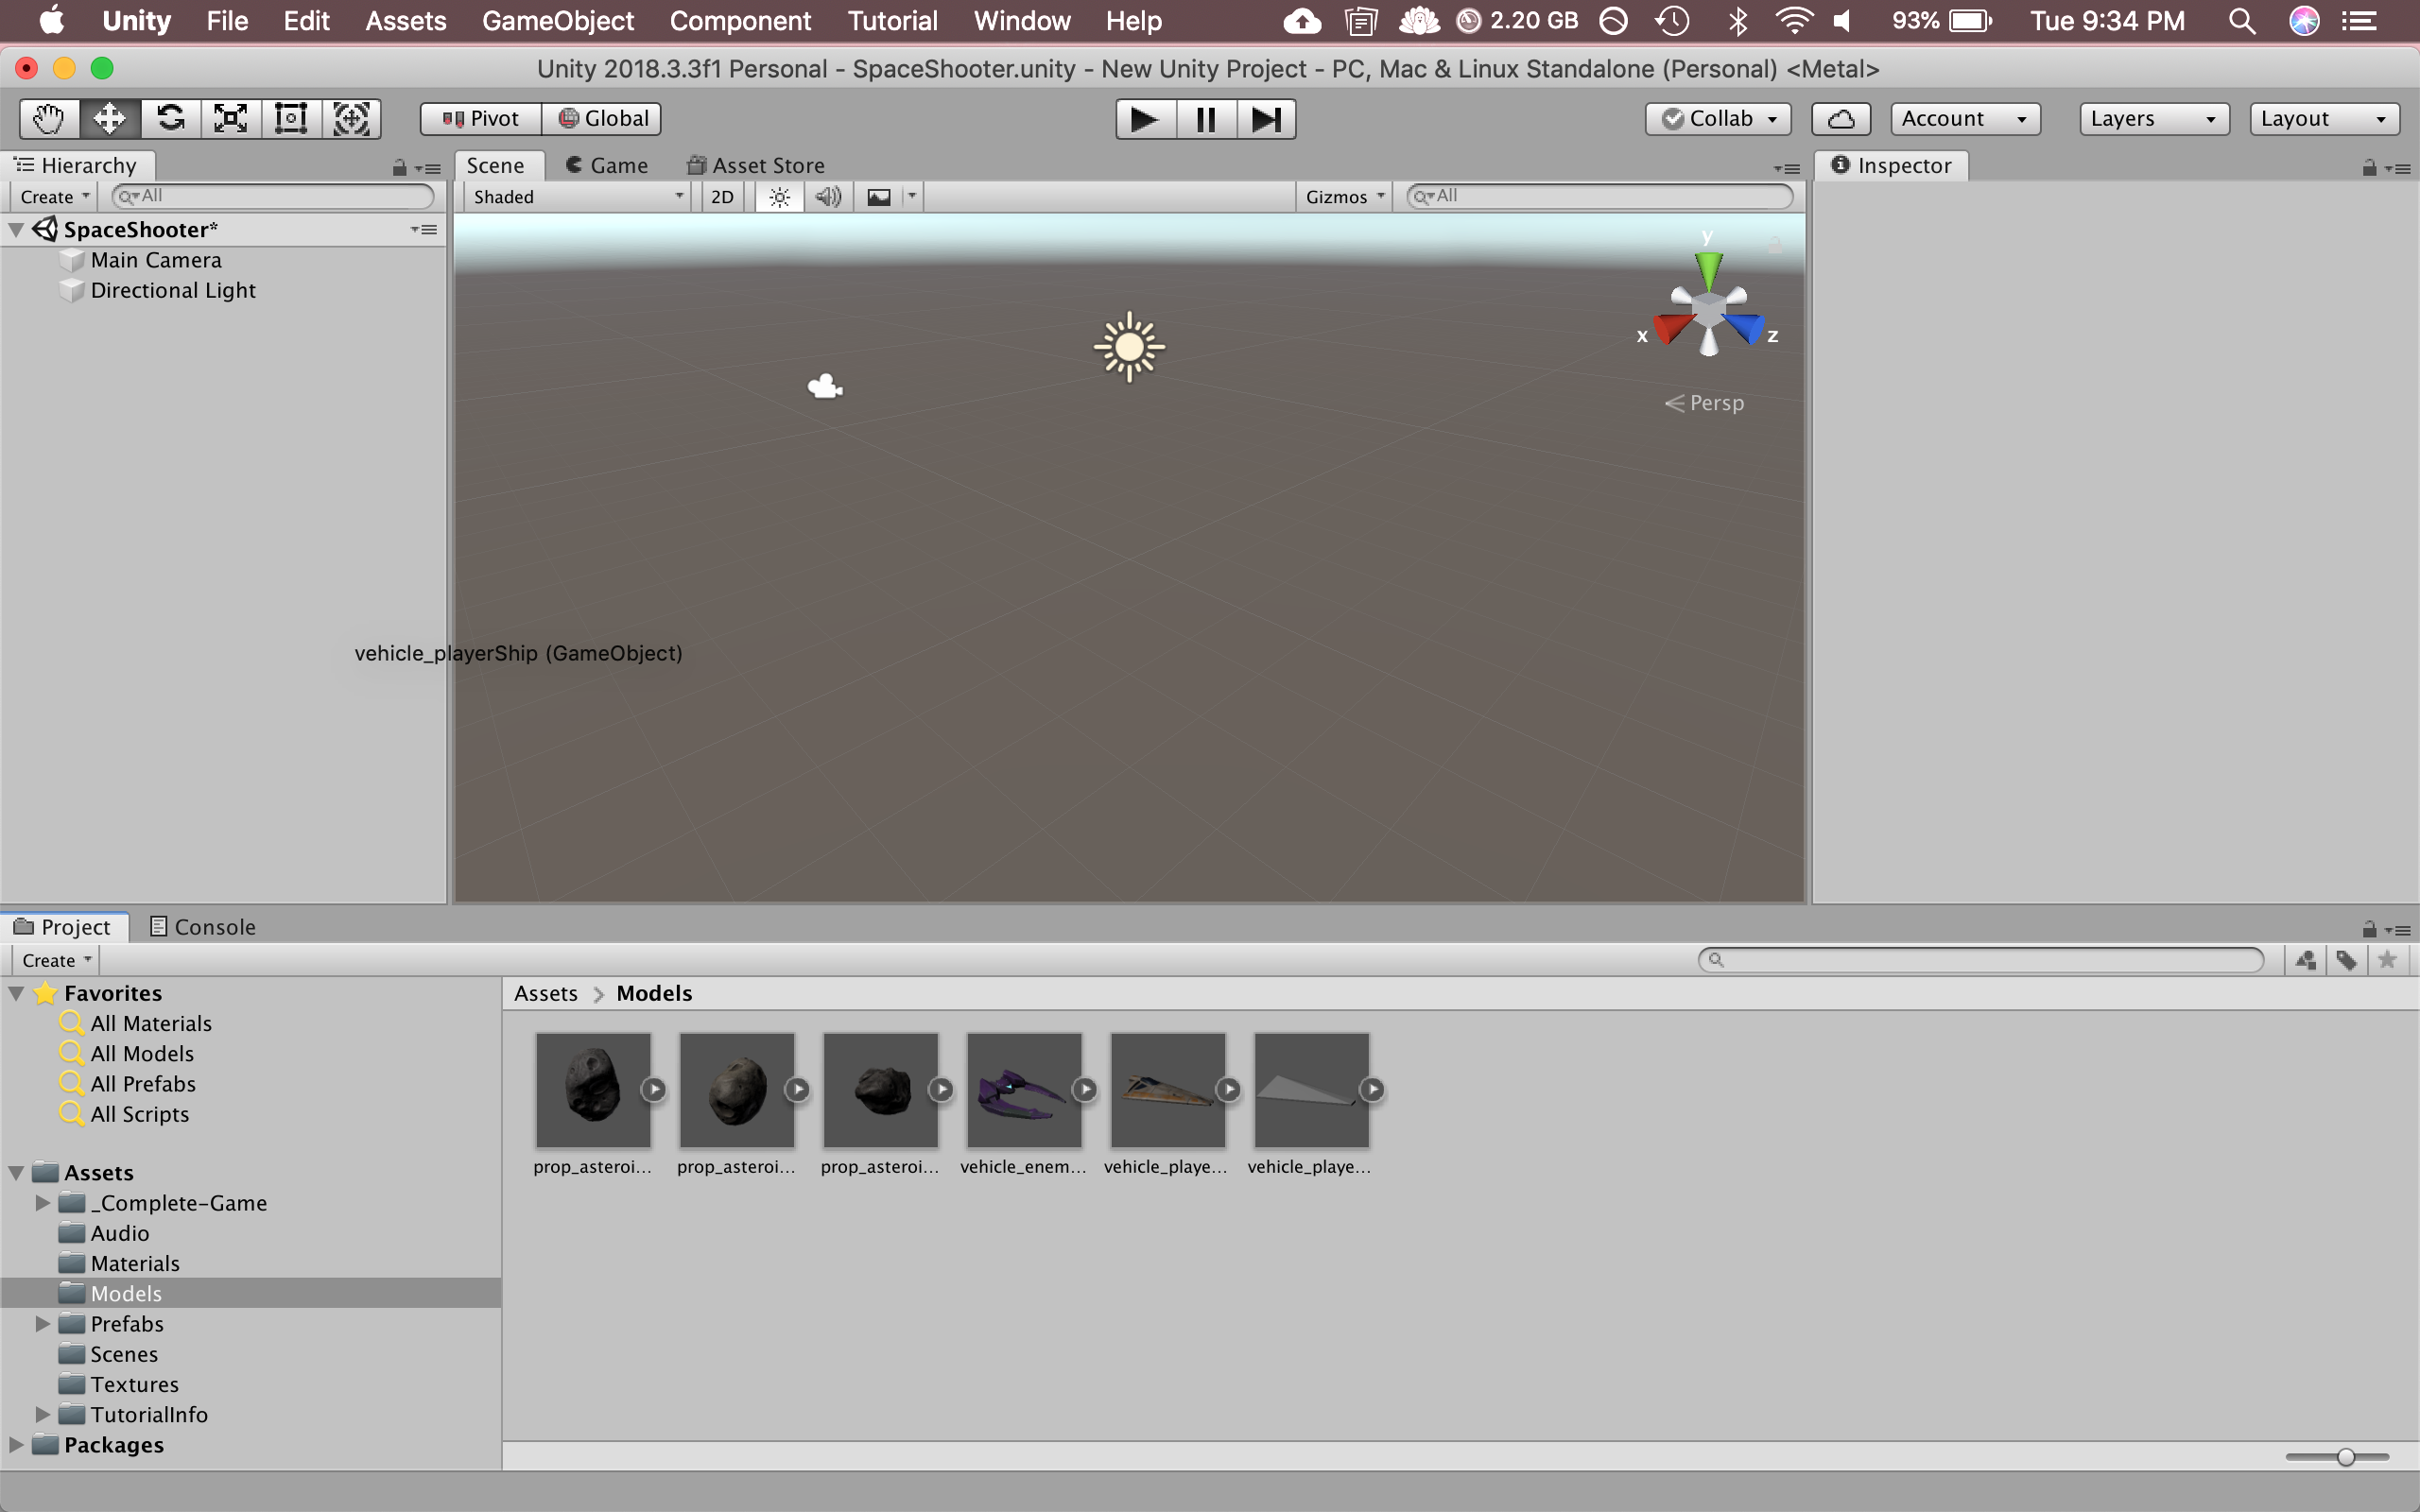 Unity File Edit Assets GameObject Component Tutorial Window Help 2.20 GB 93% Tue 9:34 PM
Unity 2018.3.3f1 Personal - SpaceShooter.unity - New Unity Project - PC, Mac & Linux Standalone (Personal) <Metal>
Pivot Global Collab Account Layers Layout
Hierarchy Scene Game Asset Store Inspector
Create All Shaded 2D Gizmos All
SpaceShooter*
Main Camera
Directional Light
y
x z
Persp
vehicle_playerShip (GameObject)
Project Console
Create
Favorites Assets Models
All Materials
All Models
All Prefabs
All Scripts
prop_asteroi... prop_asteroi... prop_asteroi... vehicle_enem... vehicle_playe... vehicle_playe...
Assets
_Complete-Game
Audio
Materials
Models
Prefabs
Scenes
Textures
TutorialInfo
Packages